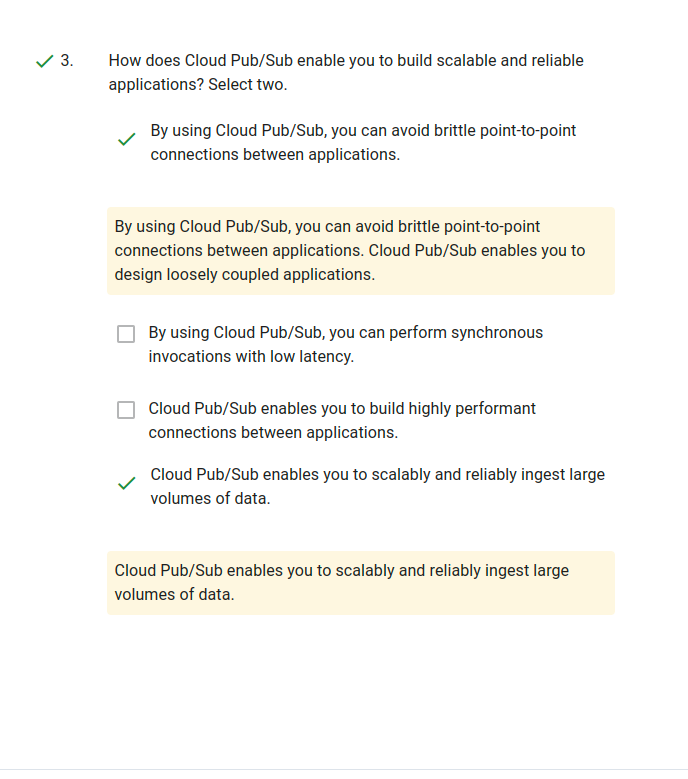 3. How does Cloud Pub/Sub enable you to build scalable and reliable
applications? Select two.
By using Cloud Pub/Sub, you can avoid brittle point-to-point
connections between applications.
By using Cloud Pub/Sub, you can avoid brittle point-to-point
connections between applications. Cloud Pub/Sub enables you to
design loosely coupled applications.
By using Cloud Pub/Sub, you can perform synchronous
invocations with low latency.
Cloud Pub/Sub enables you to build highly performant
connections between applications.
Cloud Pub/Sub enables you to scalably and reliably ingest large
volumes of data.
Cloud Pub/Sub enables you to scalably and reliably ingest large
volumes of data.